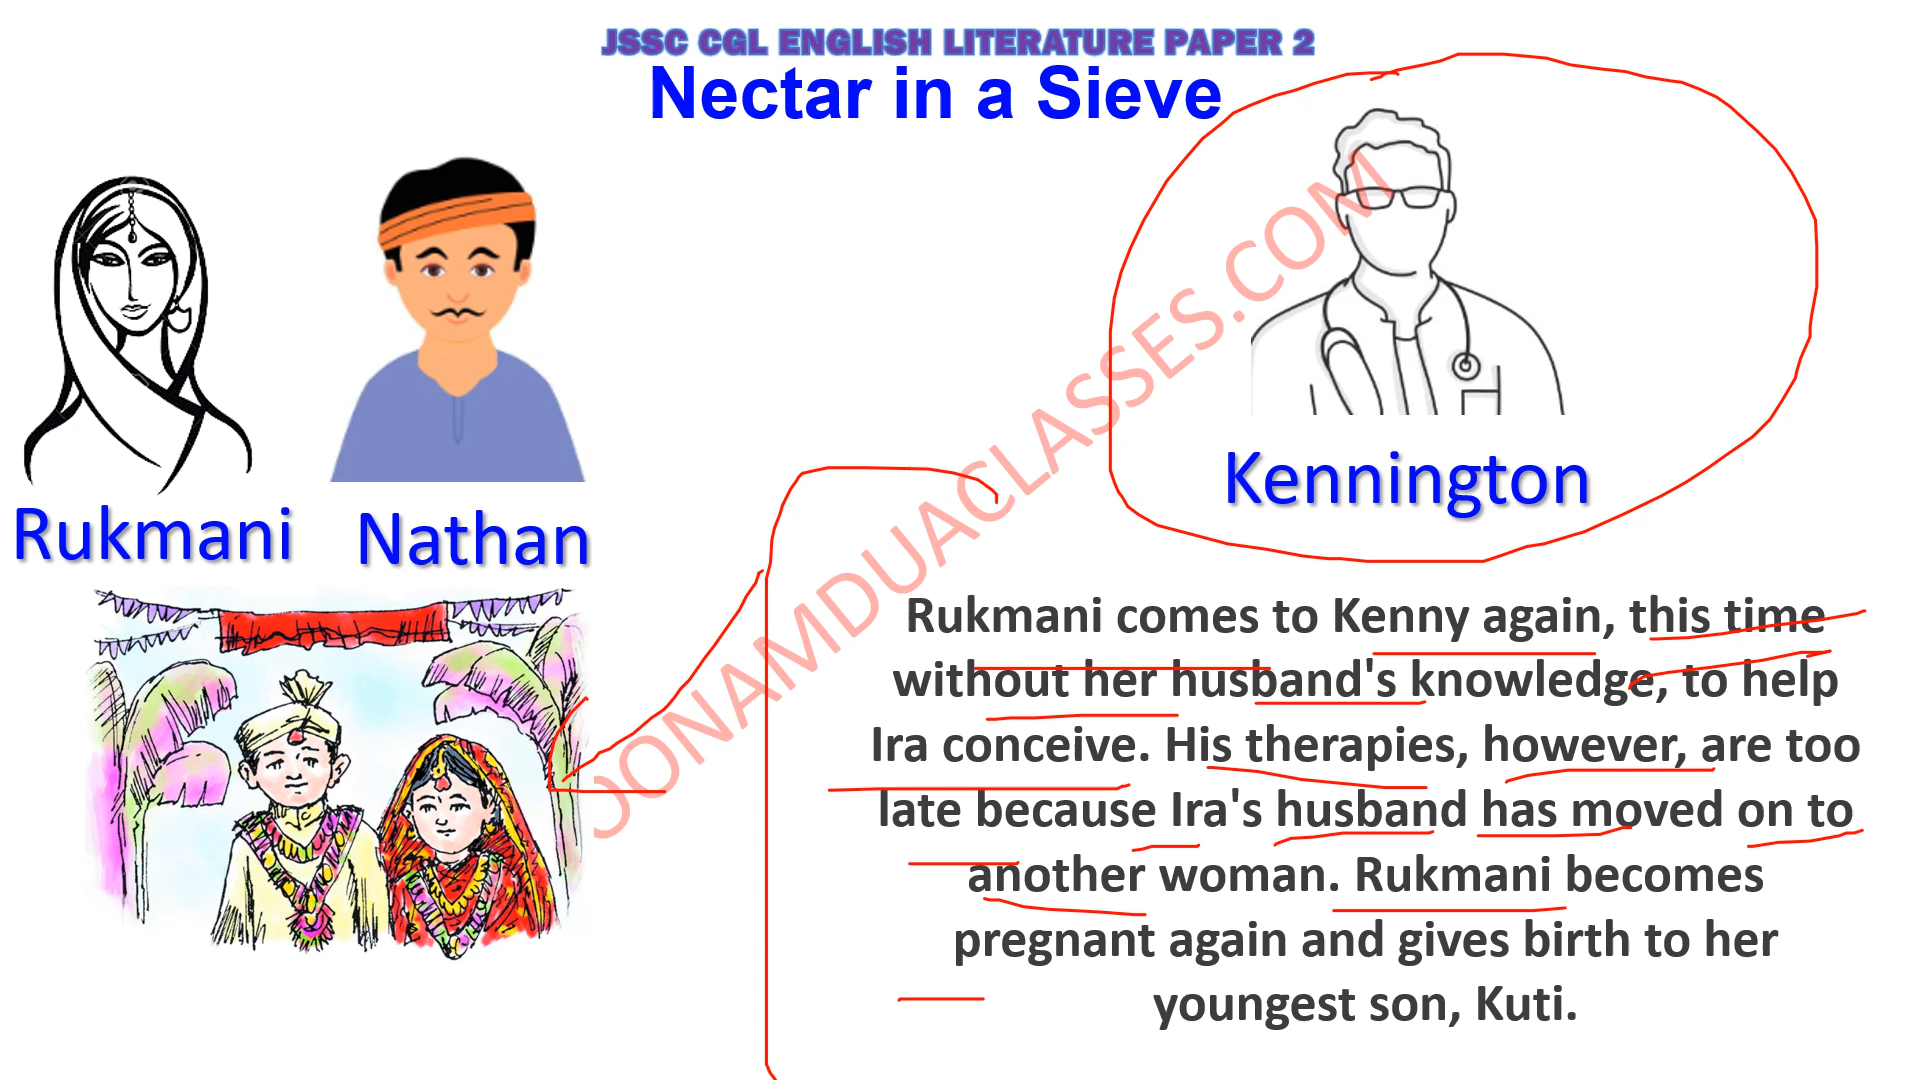 JSSC CGL ENGLISH LITERATURE PAPER 2
Nectar in a Sieve
Rukmani
Nathan
Kennington
Rukmani comes to Kenny again, this time
without her husband's knowledge, to help
Ira conceive. His therapies, however, are too
late because Ira's husband has moved on to
another woman. Rukmani becomes
pregnant again and gives birth to her
youngest son, Kuti.
OONAMDUACLASSES.COM